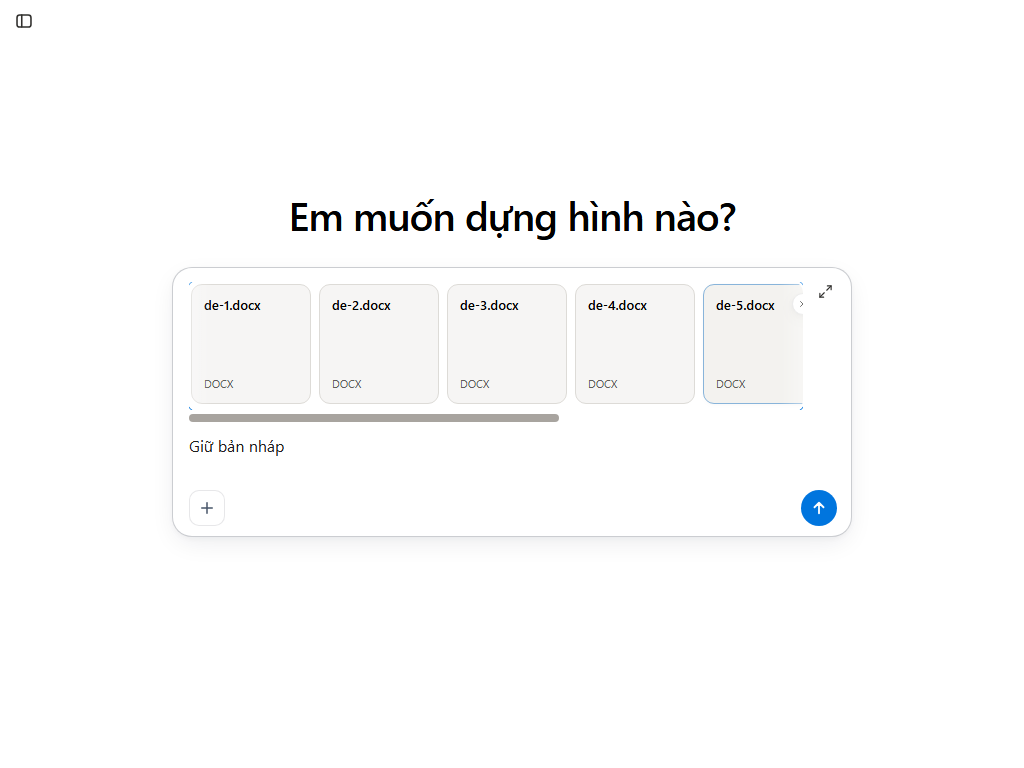 Em muốn dựng hình nào?
de-1.docx
DOCX
de-2.docx
DOCX
de-3.docx
DOCX
de-4.docx
DOCX
de-5.docx
DOCX
Giữ bản nháp